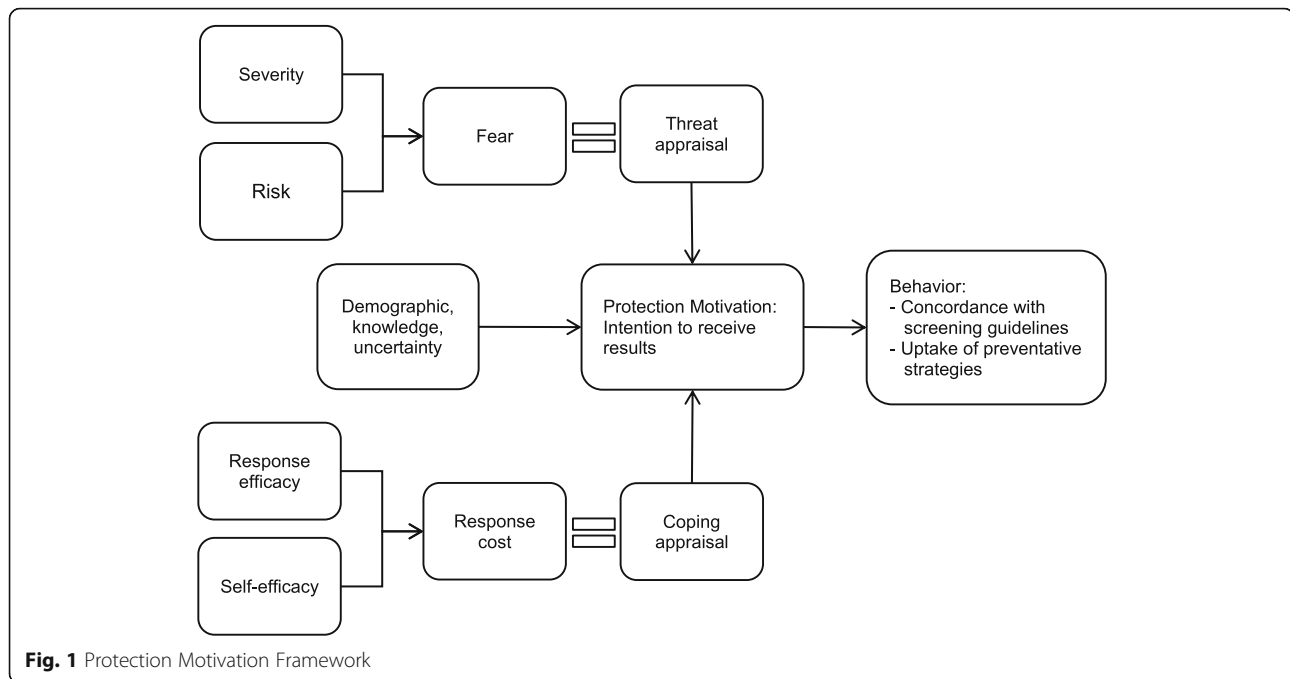 Severity
Risk
Fear
Threat
appraisal
Demographic,
knowledge,
uncertainty
Protection Motivation:
Intention to receive
results
Behavior:
- Concordance with
screening guidelines
- Uptake of preventative
strategies
Response
efficacy
Self-efficacy
Response
cost
Coping
appraisal
Fig. 1 Protection Motivation Framework